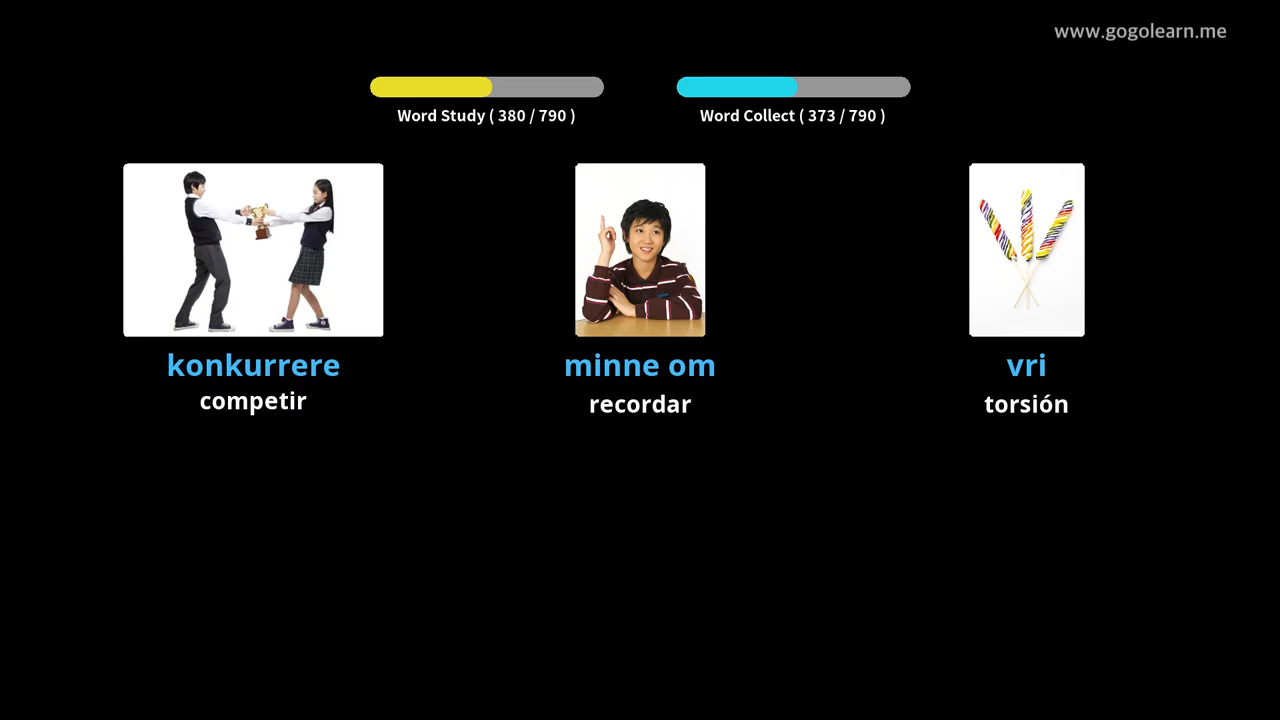 www.gogolearn.me
Word Study ( 380 / 790 )
Word Collect ( 373 / 790 )
konkurrere
competir
minne om
recordar
vri
torsión